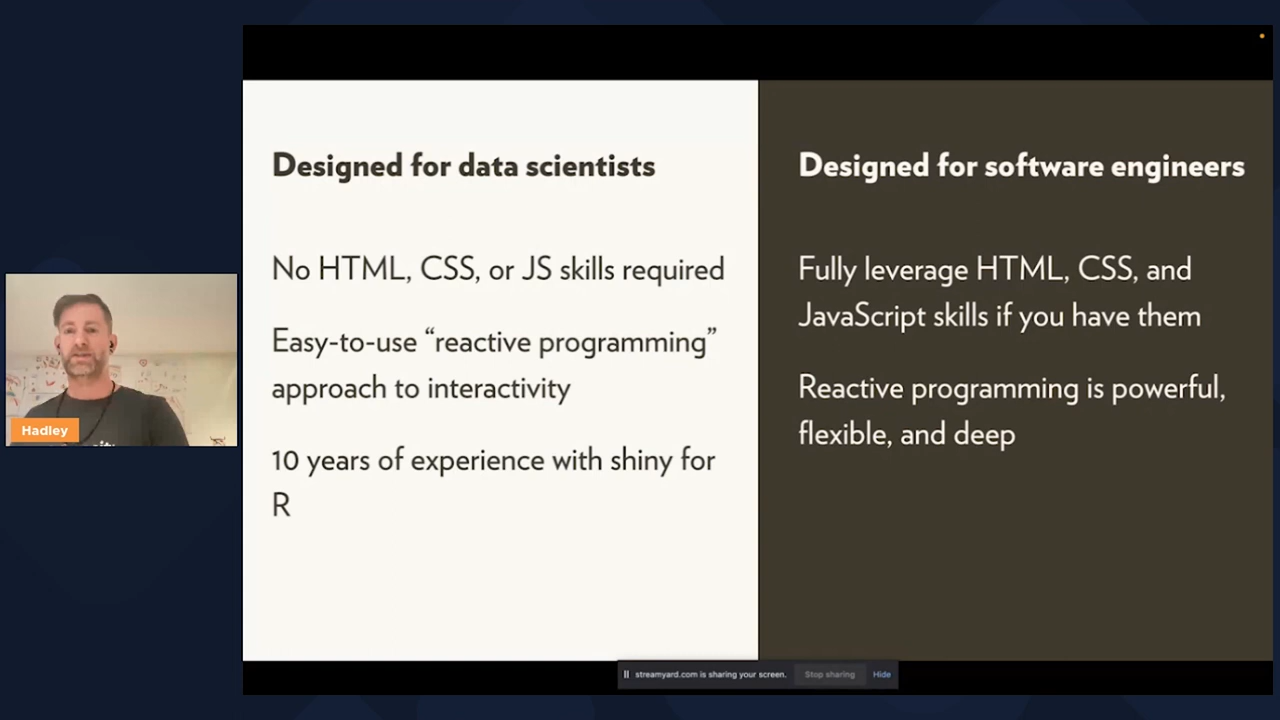 Designed for data scientists
No HTML, CSS, or JS skills required
Easy-to-use “reactive programming”
approach to interactivity
10 years of experience with shiny for
R
Designed for software engineers
Fully leverage HTML, CSS, and
JavaScript skills if you have them
Reactive programming is powerful,
flexible, and deep
Hadley
streamyard.com is sharing your screen.
Stop sharing
Hide